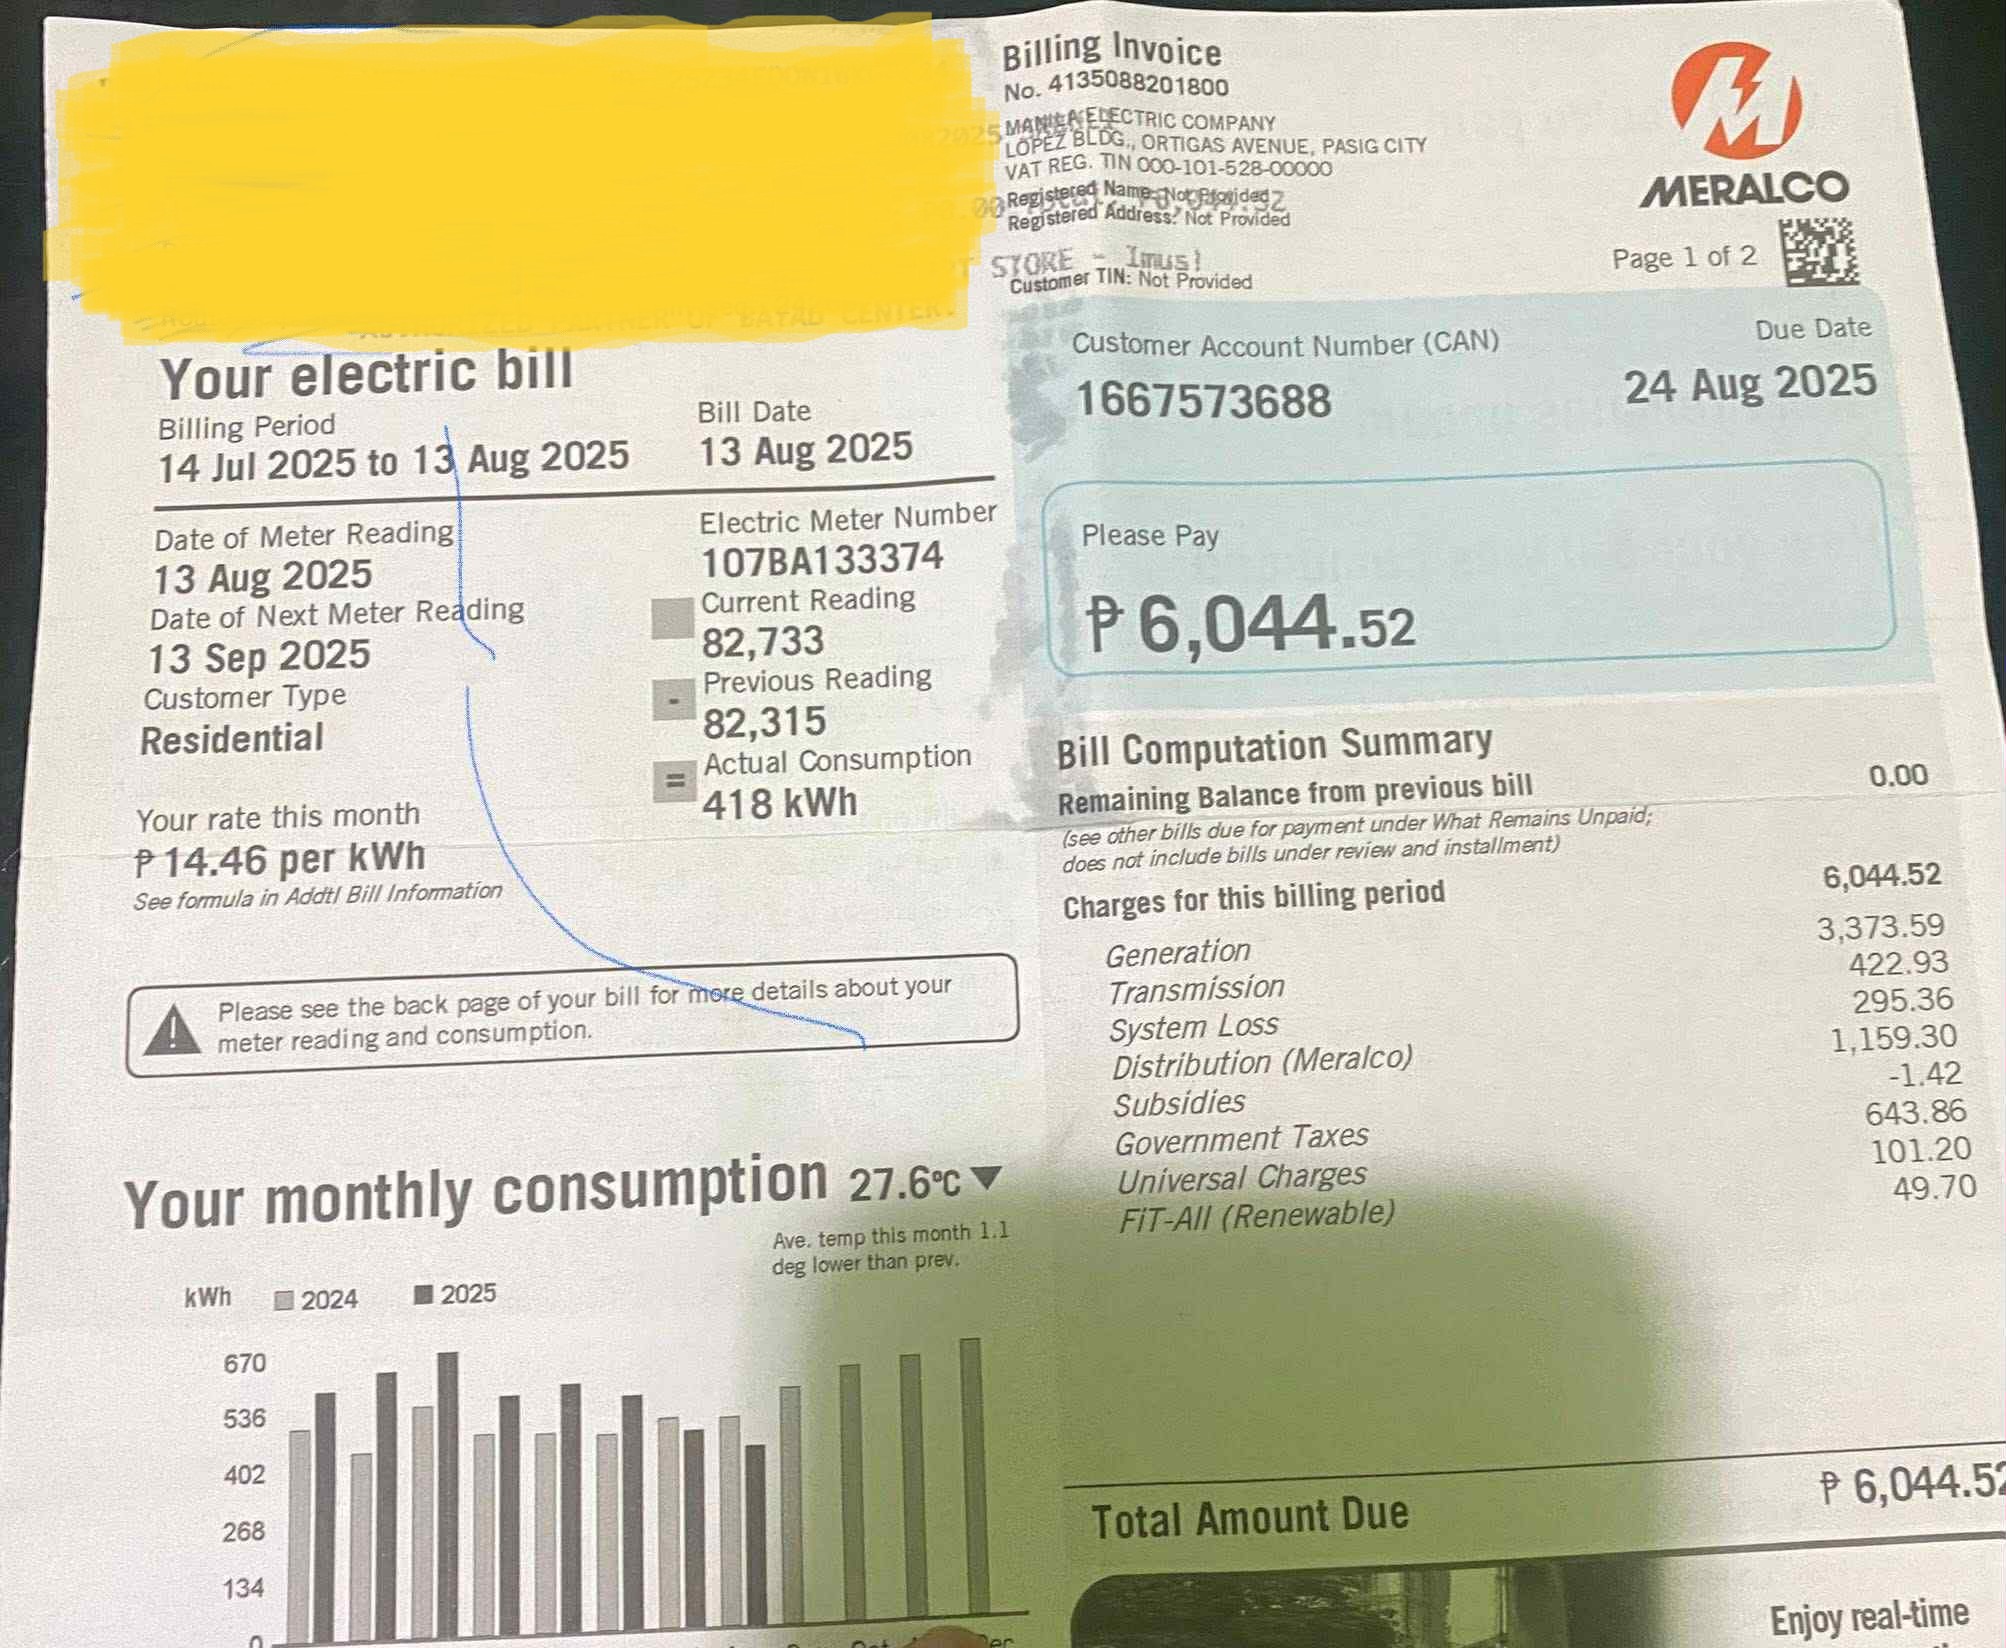 Billing Invoice
No. 4135088201800
MANILA ELECTRIC COMPANY
LOPEZ BLDG., ORTIGAS AVENUE, PASIG CITY
VAT REG. TIN 000-101-528-00000
Registered Name: Not Provided
Registered Address: Not Provided
STORE - Imus!
Customer TIN: Not Provided
MERALCO
Page 1 of 2
BAYAD CENTER.
Your electric bill
Billing Period
14 Jul 2025 to 13 Aug 2025
Bill Date
13 Aug 2025
Customer Account Number (CAN)
1667573688
Due Date
24 Aug 2025
Date of Meter Reading
13 Aug 2025
Date of Next Meter Reading
13 Sep 2025
Customer Type
Residential
Your rate this month
₱ 14.46 per kWh
See formula in Addtl Bill Information
Electric Meter Number
107BA133374
Current Reading
82,733
- Previous Reading
82,315
= Actual Consumption
418 kWh
Please Pay
₱ 6,044.52
Please see the back page of your bill for more details about your
meter reading and consumption.
Bill Computation Summary
Remaining Balance from previous bill 0.00
(see other bills due for payment under What Remains Unpaid;
does not include bills under review and installment)
Charges for this billing period 6,044.52
Generation 3,373.59
Transmission 422.93
System Loss 295.36
Distribution (Meralco) 1,159.30
Subsidies -1.42
Government Taxes 643.86
Universal Charges 101.20
FiT-All (Renewable) 49.70
Your monthly consumption 27.6°C ▼
Ave. temp this month 1.1
deg lower than prev.
kWh 2024 2025
670
536
402
268
134
0
Total Amount Due ₱ 6,044.52
Enjoy real-time